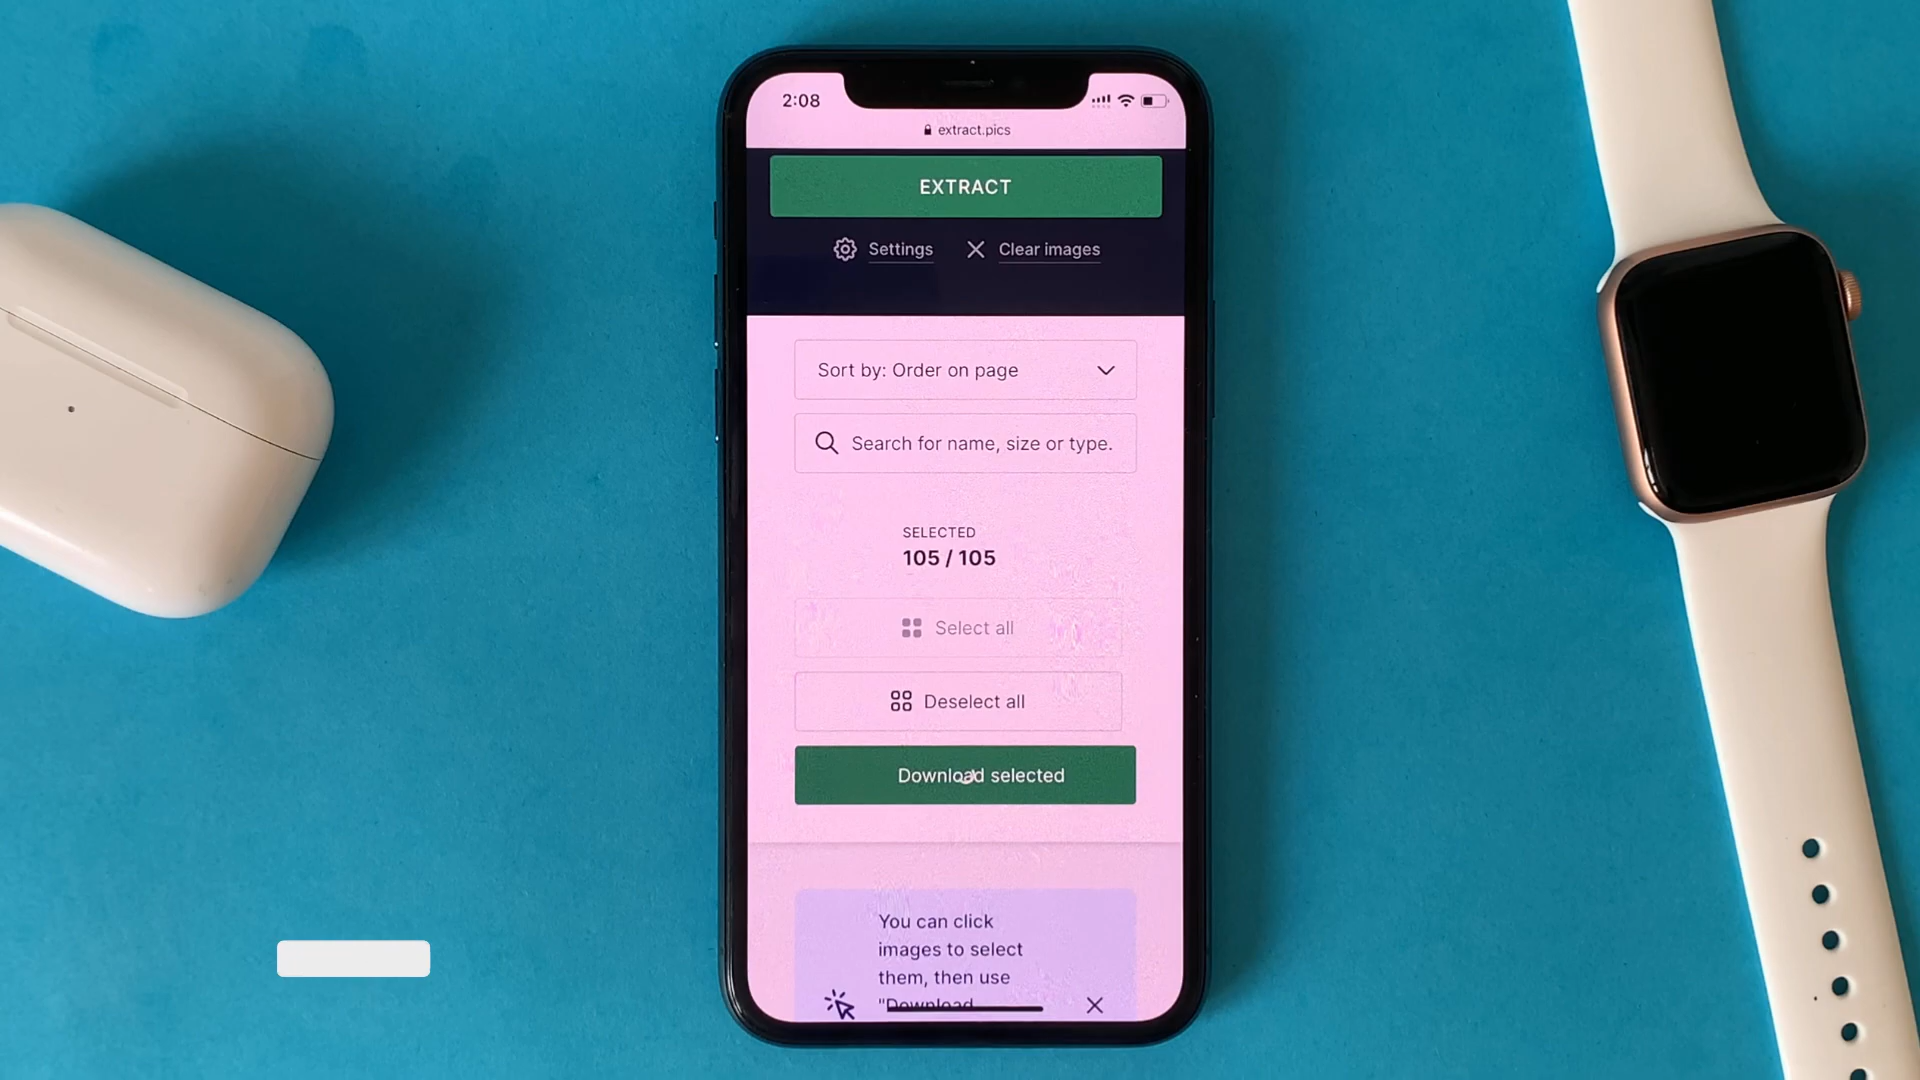 2:08
extract.pics
EXTRACT
Settings
Clear images
Sort by: Order on page
Search for name, size or type.
SELECTED
105 / 105
Select all
Deselect all
Download selected
You can click
images to select
them, then use
"Download